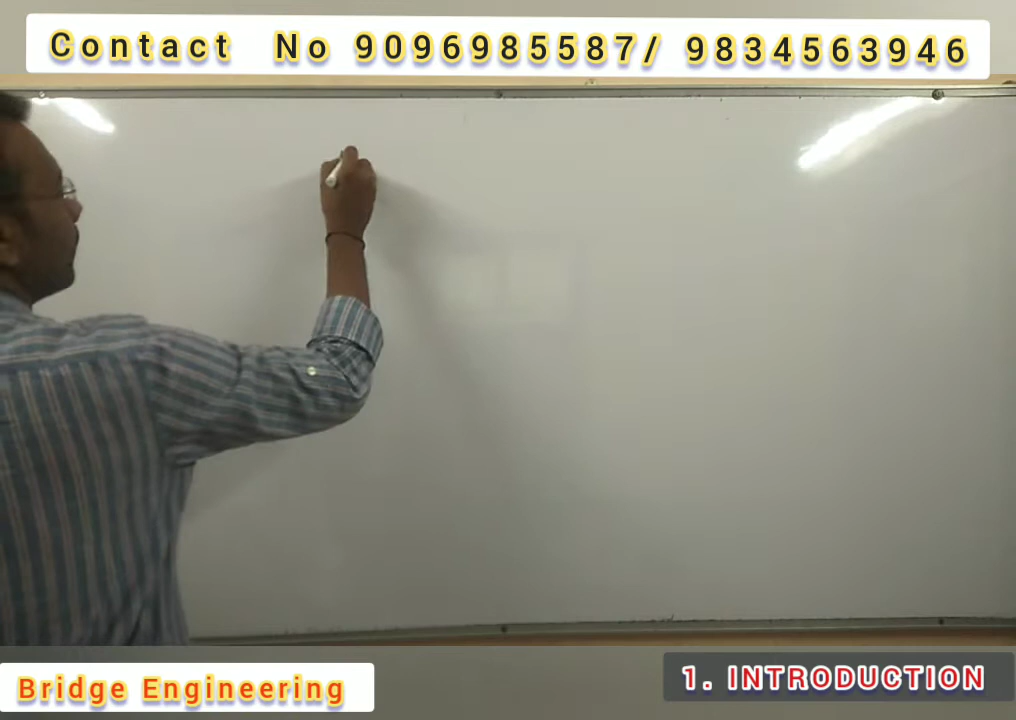 Contact No 9096985587/ 9834563946
Bridge Engineering
1. INTRODUCTION